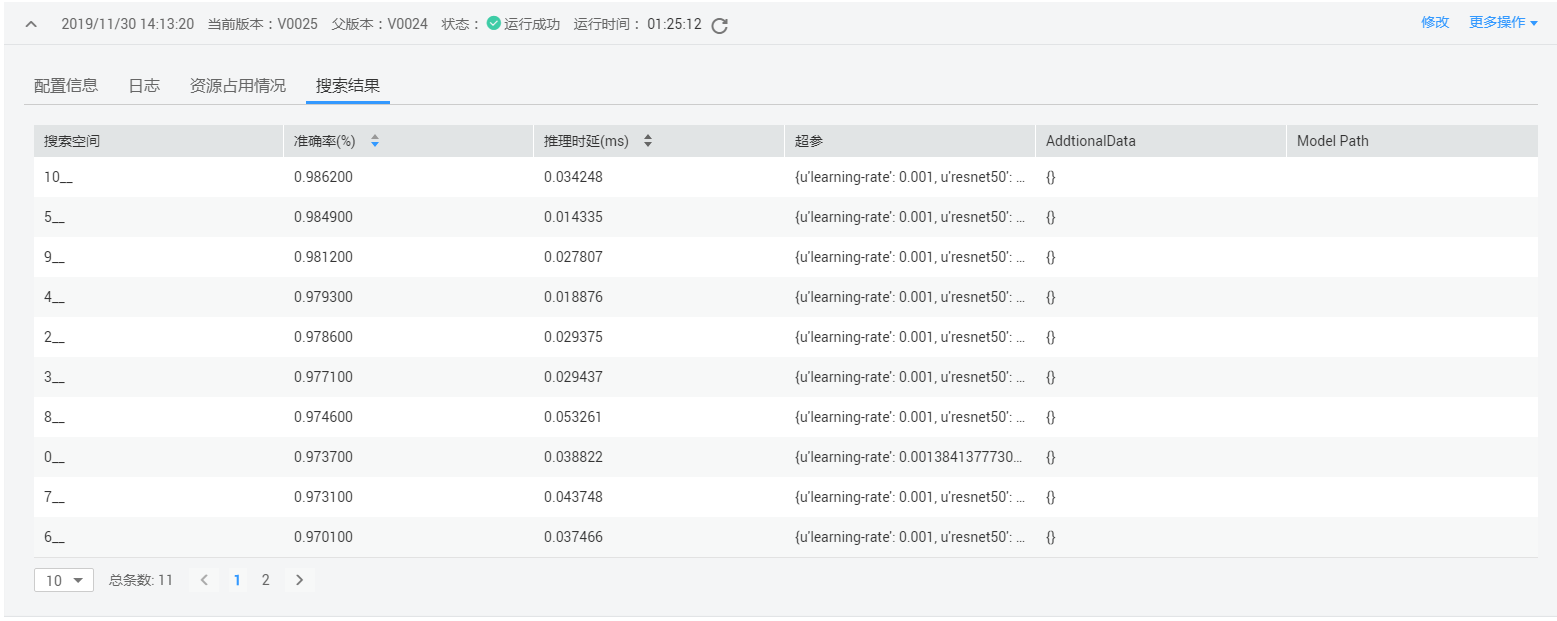 2019/11/30 14:13:20 当前版本：V0025 父版本：V0024 状态： 运行成功 运行时间： 01:25:12 修改 更多操作
配置信息 日志 资源占用情况 搜索结果
搜索空间 准确率(%) 推理时延(ms) 超参 AddtionalData Model Path
10__ 0.986200 0.034248 {u'learning-rate': 0.001, u'resnet50': ... {}
5__ 0.984900 0.014335 {u'learning-rate': 0.001, u'resnet50': ... {}
9__ 0.981200 0.027807 {u'learning-rate': 0.001, u'resnet50': ... {}
4__ 0.979300 0.018876 {u'learning-rate': 0.001, u'resnet50': ... {}
2__ 0.978600 0.029375 {u'learning-rate': 0.001, u'resnet50': ... {}
3__ 0.977100 0.029437 {u'learning-rate': 0.001, u'resnet50': ... {}
8__ 0.974600 0.053261 {u'learning-rate': 0.001, u'resnet50': ... {}
0__ 0.973700 0.038822 {u'learning-rate': 0.0013841377730... {}
7__ 0.973100 0.043748 {u'learning-rate': 0.001, u'resnet50': ... {}
6__ 0.970100 0.037466 {u'learning-rate': 0.001, u'resnet50': ... {}
10 总条数: 11 1 2